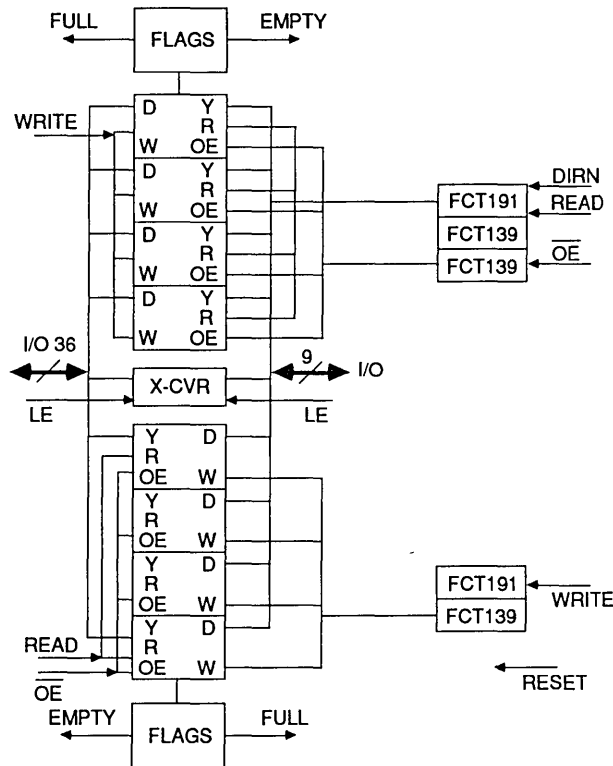 FULL EMPTY
FLAGS
D Y
WRITE R
W OE
D Y
R
W OE
D Y
R
W OE
D Y
R
W OE
DIRN
FCT191 READ
FCT139
FCT139 OE
I/O 36 9 I/O
X-CVR
LE LE
Y D
R
OE W
Y D
R
OE W
Y D
R
OE W
Y D
READ R
OE W
OE
FCT191
WRITE
FCT139
RESET
EMPTY FULL
FLAGS